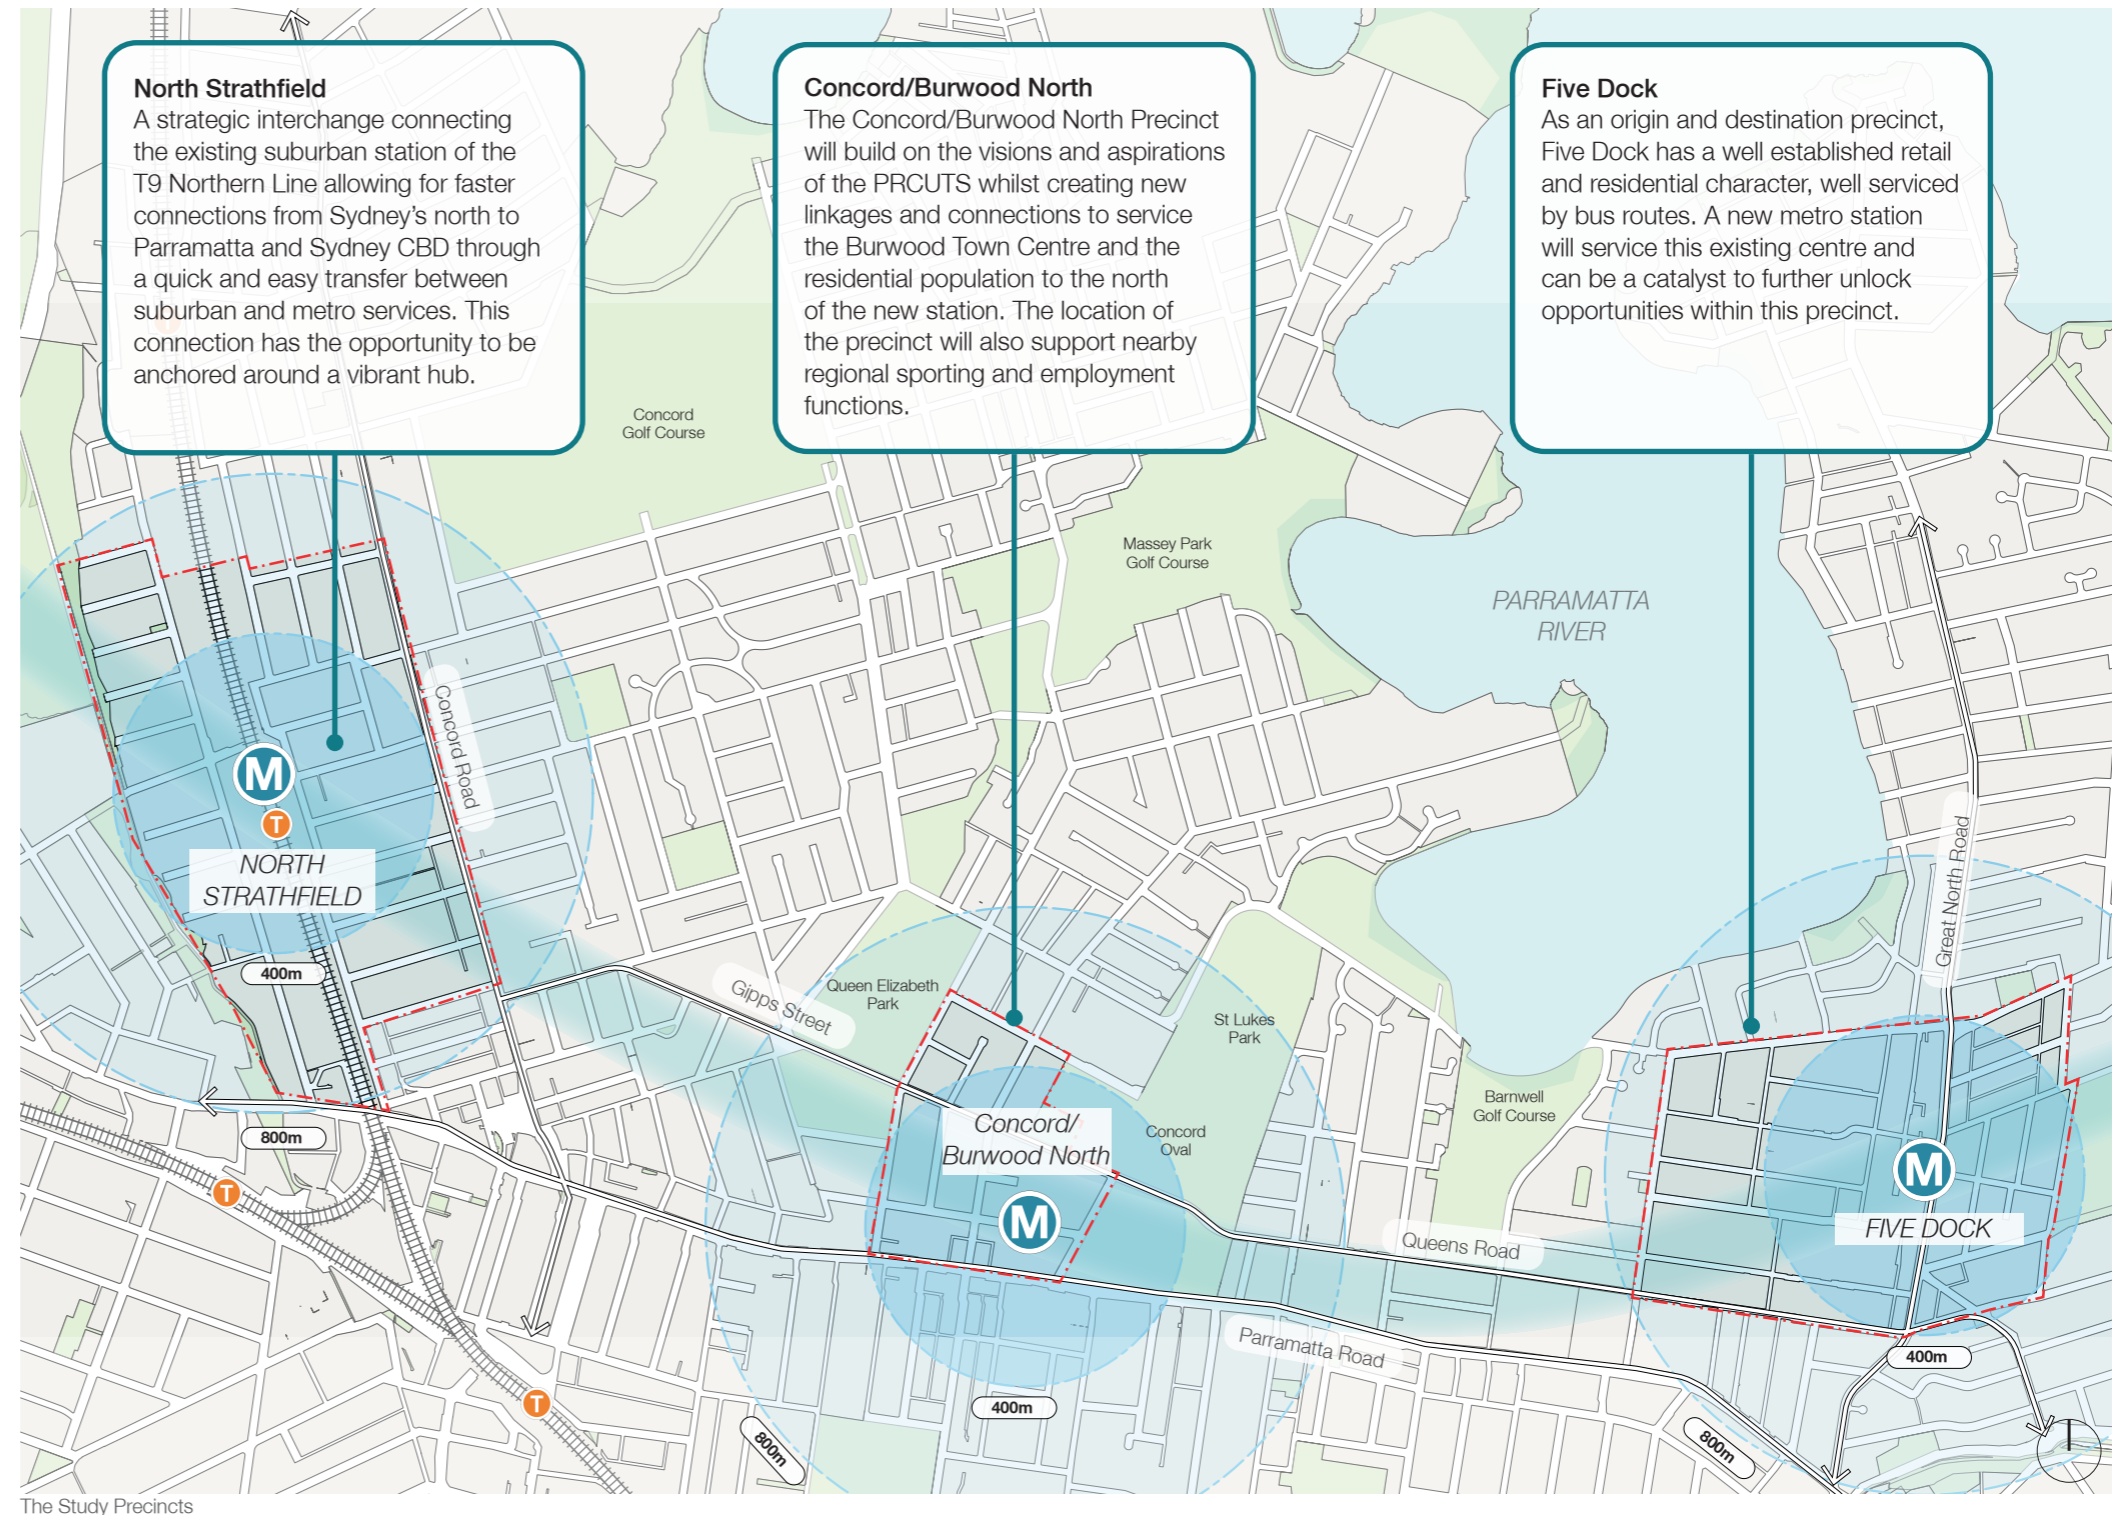 North Strathfield
A strategic interchange connecting
the existing suburban station of the
T9 Northern Line allowing for faster
connections from Sydney's north to
Parramatta and Sydney CBD through
a quick and easy transfer between
suburban and metro services. This
connection has the opportunity to be
anchored around a vibrant hub.
Concord/Burwood North
The Concord/Burwood North Precinct
will build on the visions and aspirations
of the PRCUTS whilst creating new
linkages and connections to service
the Burwood Town Centre and the
residential population to the north
of the new station. The location of
the precinct will also support nearby
regional sporting and employment
functions.
Five Dock
As an origin and destination precinct,
Five Dock has a well established retail
and residential character, well serviced
by bus routes. A new metro station
will service this existing centre and
can be a catalyst to further unlock
opportunities within this precinct.
Concord
Golf Course
Massey Park
Golf Course
PARRAMATTA
RIVER
Concord Road
M
T
NORTH
STRATHFIELD
400m
800m
T
T
Gipps Street
Queen Elizabeth
Park
St Lukes
Park
Concord/
Burwood North
M
Concord
Oval
Barnwell
Golf Course
Great North Road
M
FIVE DOCK
Queens Road
Parramatta Road
400m
800m
400m
800m
The Study Precincts